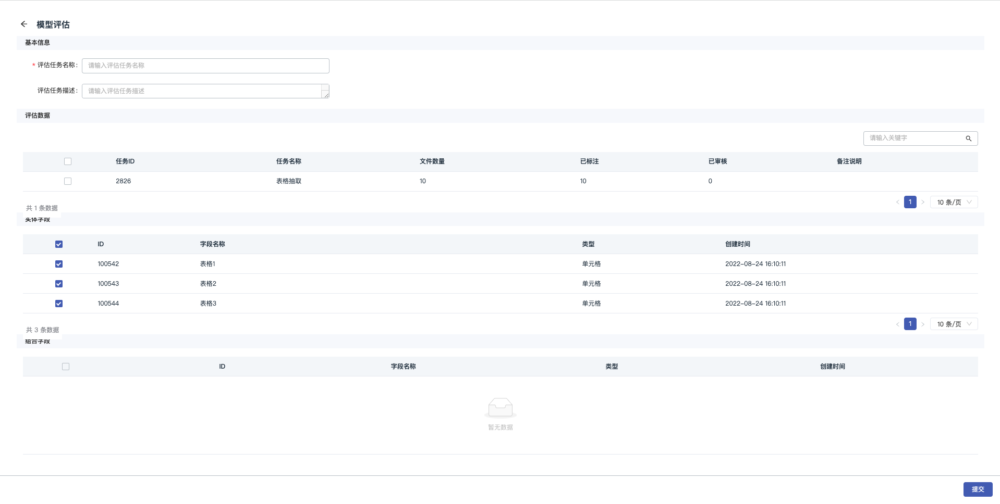 模型评估
基本信息
* 评估任务名称: 请输入评估任务名称
评估任务描述: 请输入评估任务描述
评估数据
请输入关键字
任务ID 任务名称 文件数量 已标注 已审核 备注说明
2826 表格抽取 10 10 0
共 1 条数据 < 1 > 10 条/页
实体字段
ID 字段名称 类型 创建时间
100542 表格1 单元格 2022-08-24 16:10:11
100543 表格2 单元格 2022-08-24 16:10:11
100544 表格3 单元格 2022-08-24 16:10:11
共 3 条数据 < 1 > 10 条/页
组合字段
ID 字段名称 类型 创建时间
暂无数据
提交